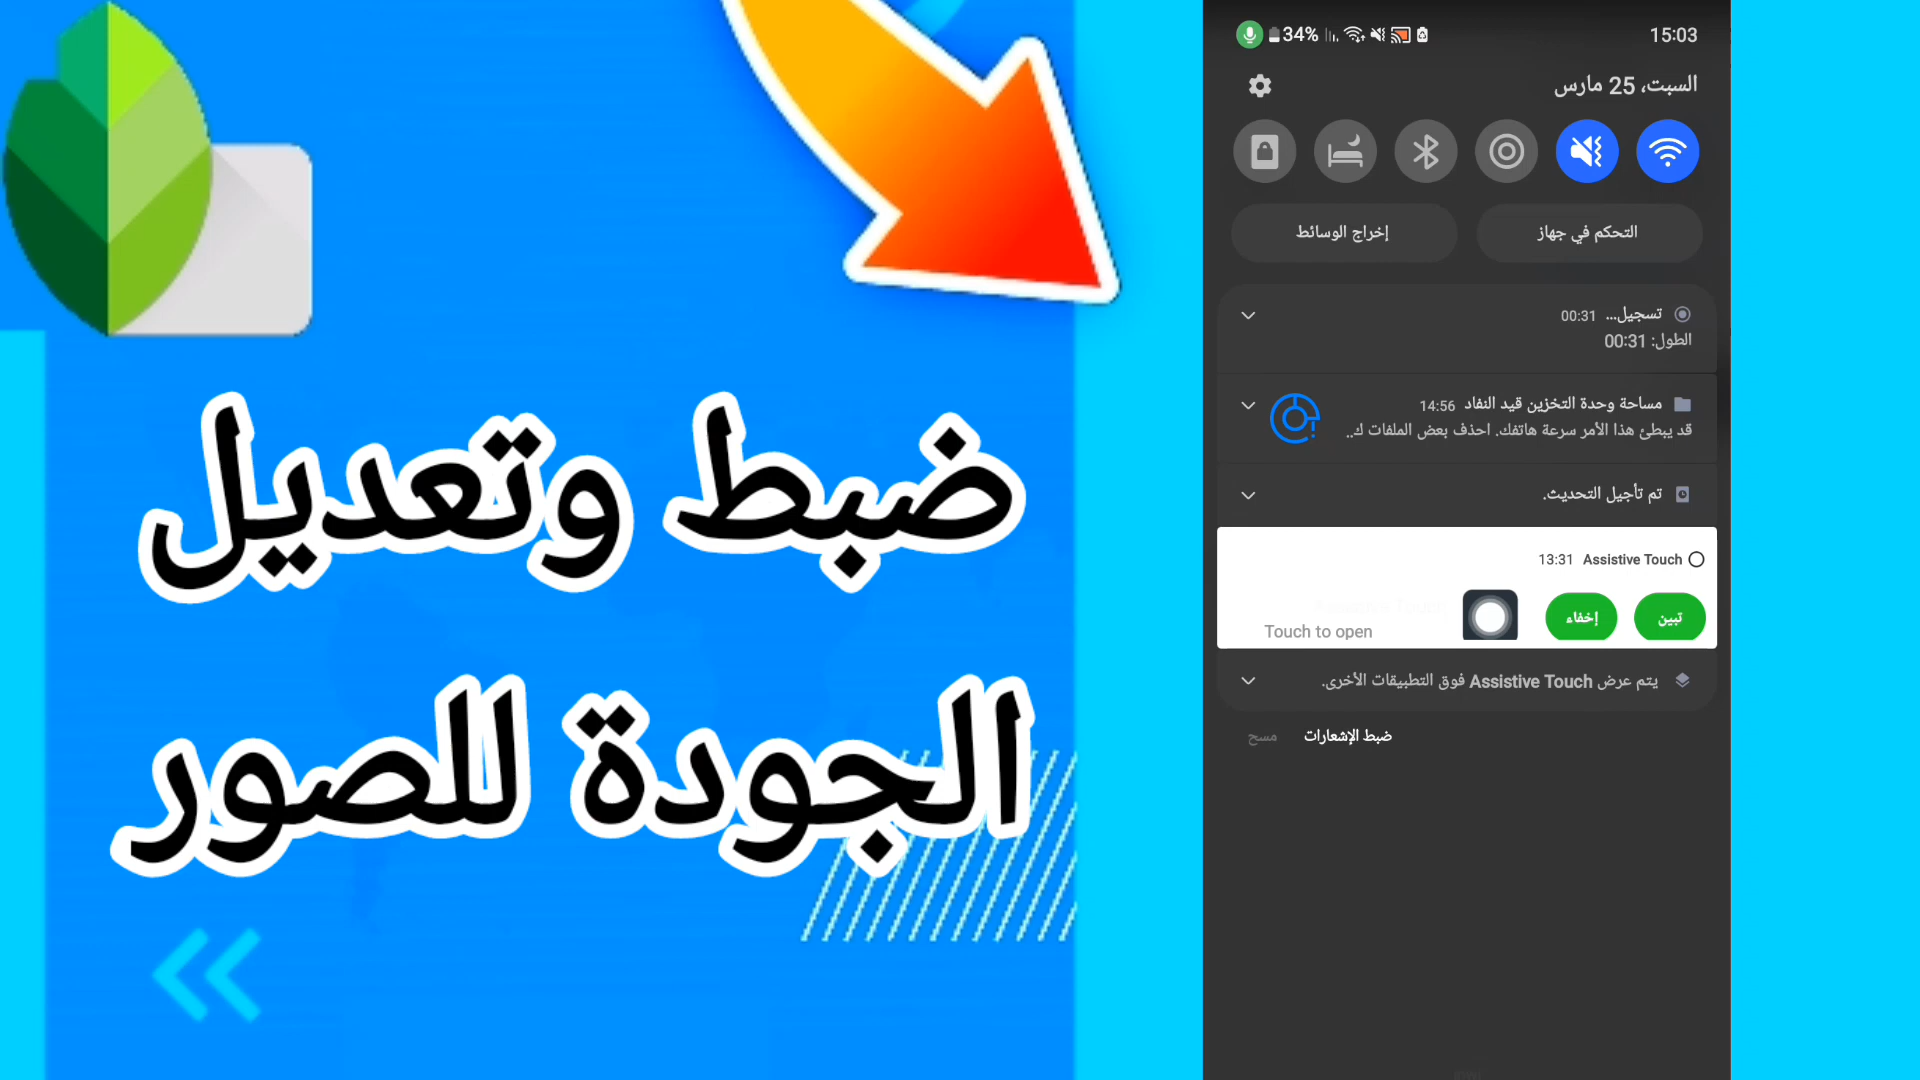 ضبط وتعديل
الجودة للصور
34%
15:03
السبت، 25 مارس
التحكم في جهاز
إخراج الوسائط
تسجيل... 00:31
الطول: 00:31
مساحة وحدة التخزين قيد النفاد 14:56
قد يبطئ هذا الأمر سرعة هاتفك. احذف بعض الملفات ك..
تم تأجيل التحديث.
Assistive Touch 13:31
تبين
إخفاء
Touch to open
يتم عرض Assistive Touch فوق التطبيقات الأخرى.
ضبط الإشعارات
مسح